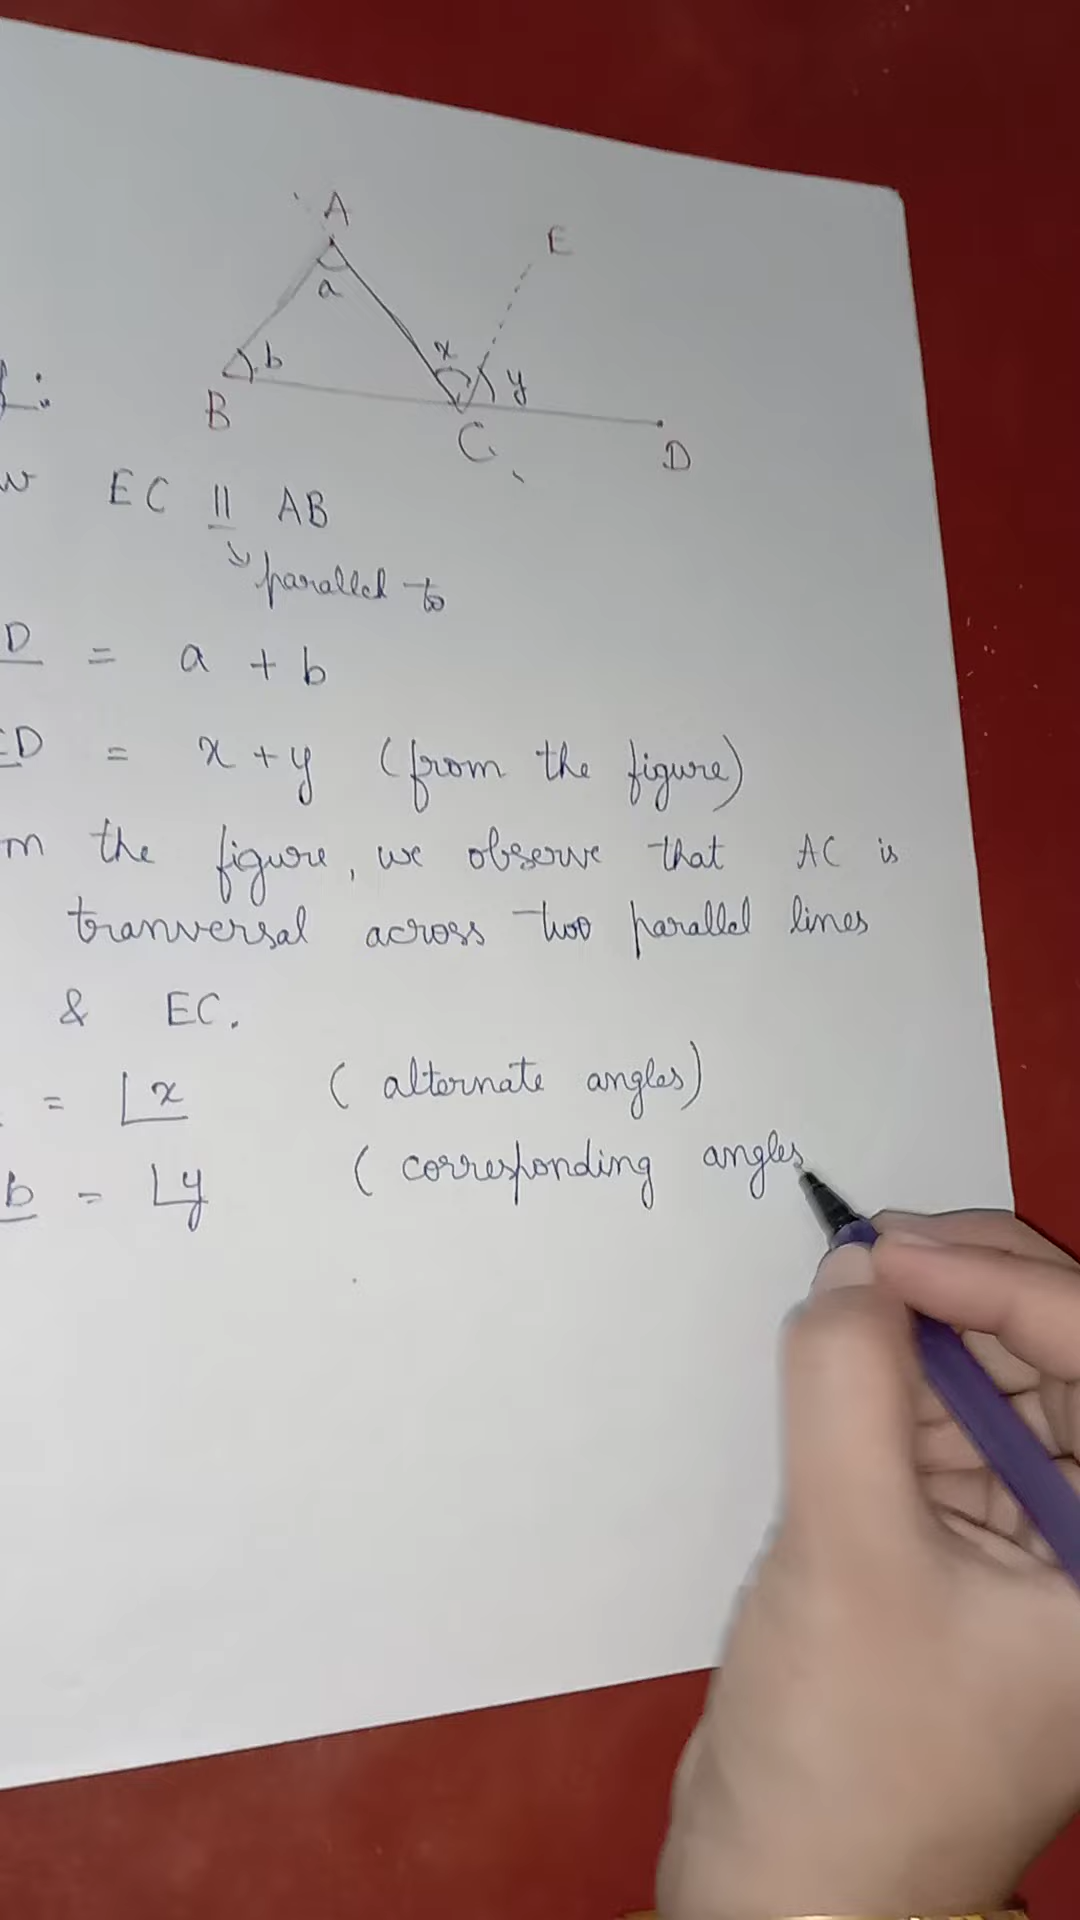 A
E
a
x
b
y
B
C
D
EC || AB
parallel to
D = a + b
CD = x + y (from the figure)
m the figure, we observe that AC is
tranversal across two parallel lines
& EC.
= ∠x (alternate angles)
b = ∠y (corresponding angles